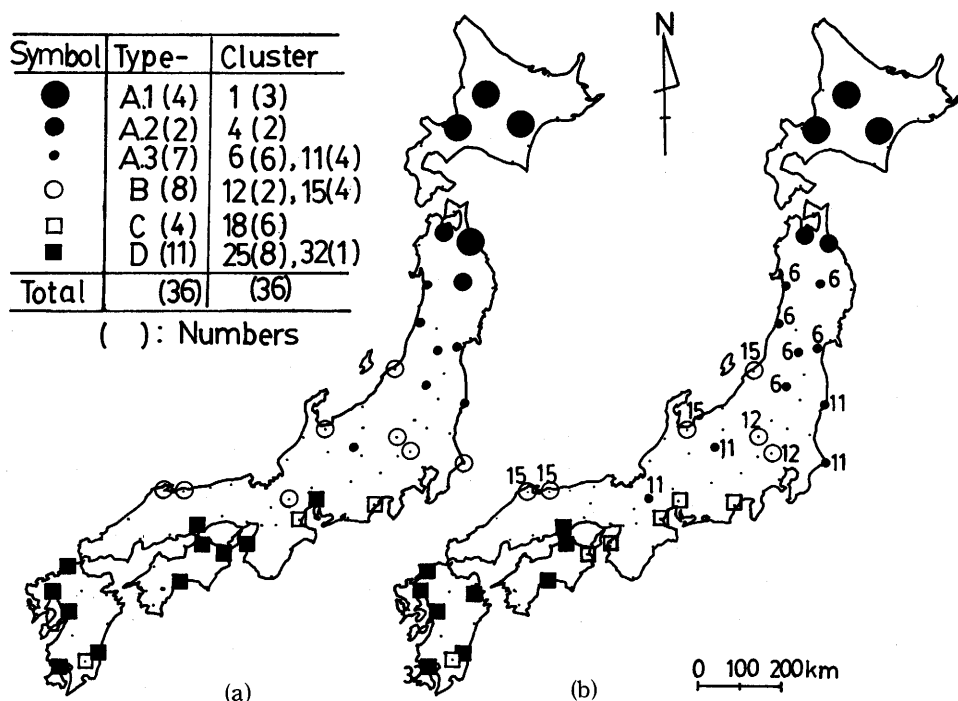 Symbol Type- Cluster
A.1 (4) 1 (3)
A.2 (2) 4 (2)
A.3 (7) 6 (6), 11(4)
B (8) 12(2), 15(4)
C (4) 18(6)
D (11) 25(8), 32(1)
Total (36) (36)
( ): Numbers
N
6 6
6
15 6 6
6
15 11
12
11 12 11
15 15 11
32
0 100 200km
(a) (b)